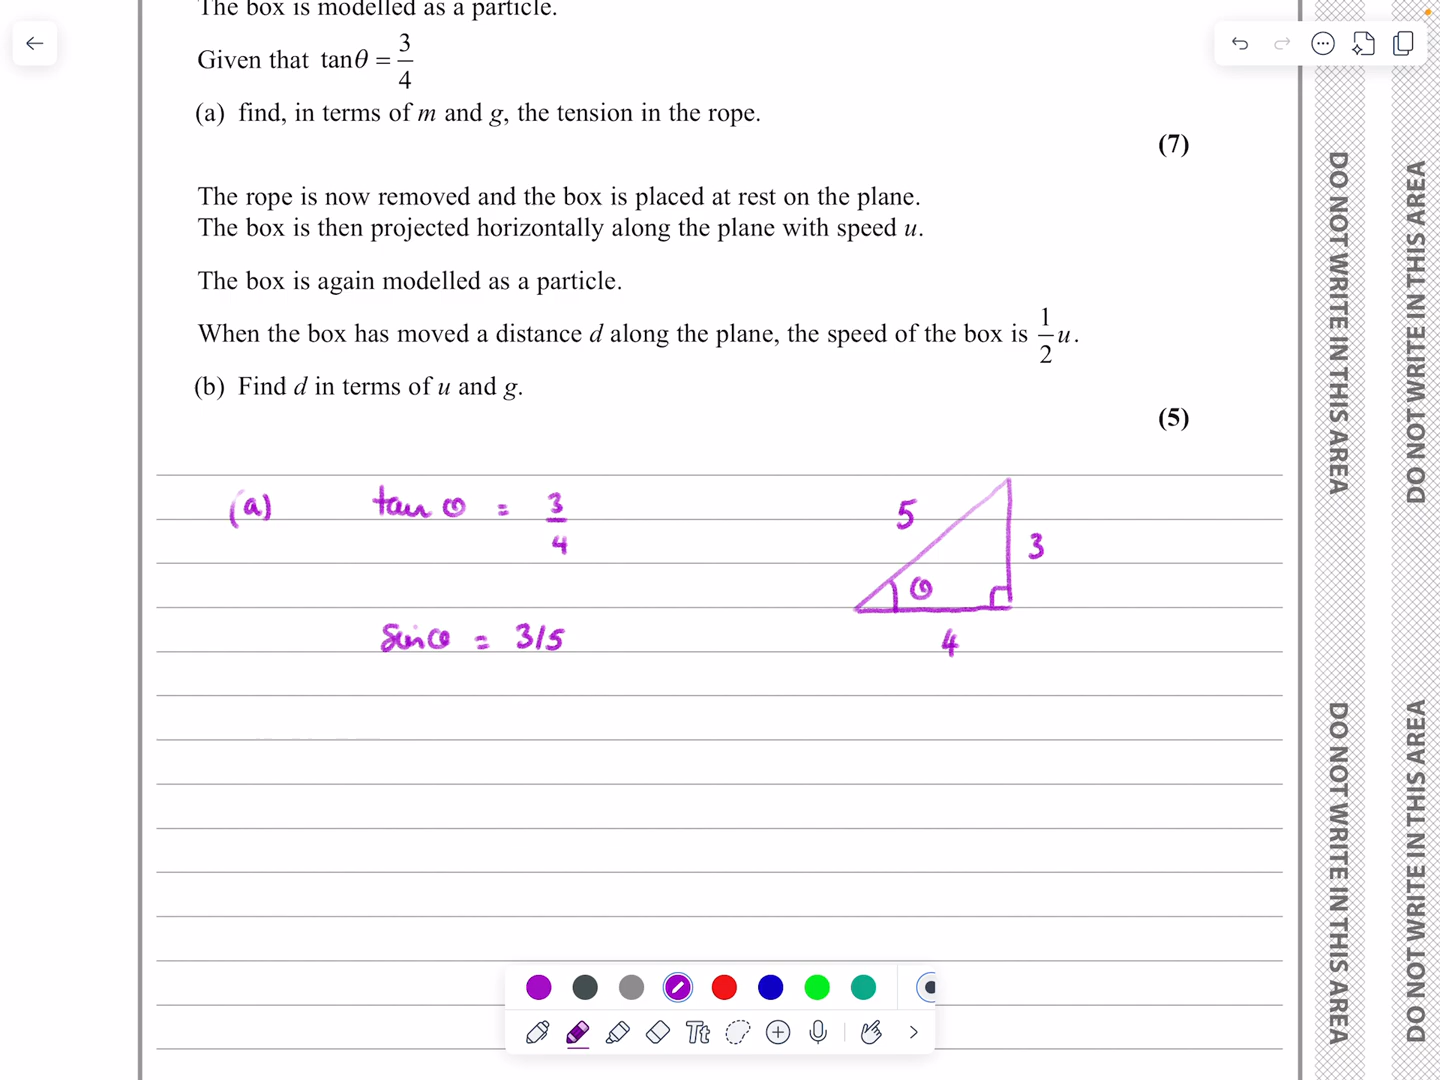 The box is modelled as a particle.
Given that tanθ = 3/4
(a) find, in terms of m and g, the tension in the rope.
(7)
The rope is now removed and the box is placed at rest on the plane.
The box is then projected horizontally along the plane with speed u.
The box is again modelled as a particle.
When the box has moved a distance d along the plane, the speed of the box is 1/2 u.
(b) Find d in terms of u and g.
(5)
(a) tan θ = 3/4
sinθ = 3/5
5
3
θ
4
Tt
DO NOT WRITE IN THIS AREA
DO NOT WRITE IN THIS AREA
DO NOT WRITE IN THIS AREA
DO NOT WRITE IN THIS AREA